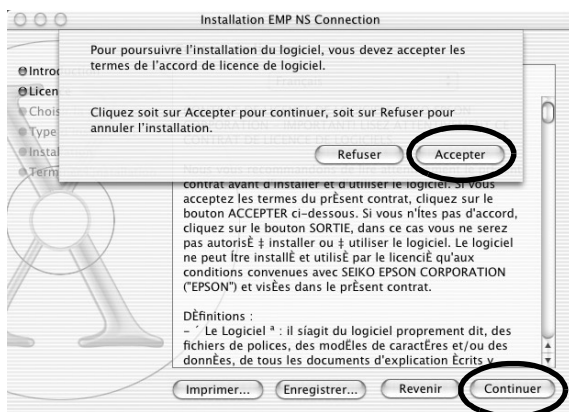 Installation EMP NS Connection
Pour poursuivre l'installation du logiciel, vous devez accepter les
termes de l'accord de licence de logiciel.
Cliquez soit sur Accepter pour continuer, soit sur Refuser pour
annuler l'installation.
Refuser
Accepter
Introd
Licen
Chois
Type
Instal
Term
Français
contrat avant d'installer et d'utiliser le logiciel. Si vous
acceptez les termes du prÈsent contrat, cliquez sur le
bouton ACCEPTER ci-dessous. Si vous n'Ítes pas d'accord,
cliquez sur le bouton SORTIE, dans ce cas vous ne serez
pas autorisÈ ‡ installer ou ‡ utiliser le logiciel. Le logiciel
ne peut Ítre installÈ et utilisÈ par le licenciÈ qu'aux
conditions convenues avec SEIKO EPSON CORPORATION
("EPSON") et visÈes dans le prÈsent contrat.
DÈfinitions :
– ´ Le Logiciel ª : il síagit du logiciel proprement dit, des
fichiers de polices, des modËles de caractËres et/ou des
donnÈes, de tous les documents d'explication Ècrits y
Imprimer...
Enregistrer...
Revenir
Continuer